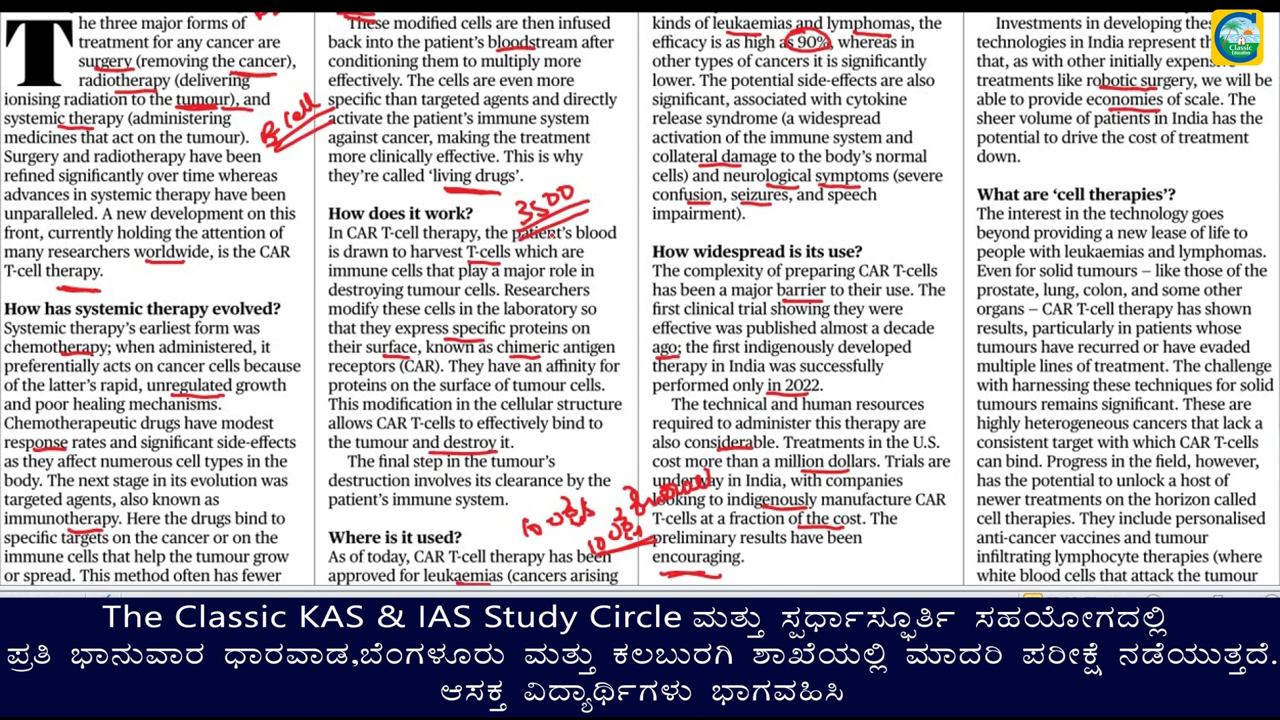 T
he three major forms of
treatment for any cancer are
surgery (removing the cancer),
radiotherapy (delivering
ionising radiation to the tumour), and
systemic therapy (administering
medicines that act on the tumour).
Surgery and radiotherapy have been
refined significantly over time whereas
advances in systemic therapy have been
unparalleled. A new development on this
front, currently holding the attention of
many researchers worldwide, is the CAR
T-cell therapy.
How has systemic therapy evolved?
Systemic therapy's earliest form was
chemotherapy; when administered, it
preferentially acts on cancer cells because
of the latter's rapid, unregulated growth
and poor healing mechanisms.
Chemotherapeutic drugs have modest
response rates and significant side-effects
as they affect numerous cell types in the
body. The next stage in its evolution was
targeted agents, also known as
immunotherapy. Here the drugs bind to
specific targets on the cancer or on the
immune cells that help the tumour grow
or spread. This method often has fewer
cell
These modified cells are then infused
back into the patient's bloodstream after
conditioning them to multiply more
effectively. The cells are even more
specific than targeted agents and directly
activate the patient's immune system
against cancer, making the treatment
more clinically effective. This is why
they're called 'living drugs'.
3500
How does it work?
In CAR T-cell therapy, the patient's blood
is drawn to harvest T-cells which are
immune cells that play a major role in
destroying tumour cells. Researchers
modify these cells in the laboratory so
that they express specific proteins on
their surface, known as chimeric antigen
receptors (CAR). They have an affinity for
proteins on the surface of tumour cells.
This modification in the cellular structure
allows CAR T-cells to effectively bind to
the tumour and destroy it.
The final step in the tumour's
destruction involves its clearance by the
patient's immune system.
Where is it used?
As of today, CAR T-cell therapy has been
approved for leukaemias (cancers arising
kinds of leukaemias and lymphomas, the
efficacy is as high as 90%, whereas in
other types of cancers it is significantly
lower. The potential side-effects are also
significant, associated with cytokine
release syndrome (a widespread
activation of the immune system and
collateral damage to the body's normal
cells) and neurological symptoms (severe
confusion, seizures, and speech
impairment).
How widespread is its use?
The complexity of preparing CAR T-cells
has been a major barrier to their use. The
first clinical trial showing they were
effective was published almost a decade
ago; the first indigenously developed
therapy in India was successfully
performed only in 2022.
The technical and human resources
required to administer this therapy are
also considerable. Treatments in the U.S.
cost more than a million dollars. Trials are
underway in India, with companies
looking to indigenously manufacture CAR
T-cells at a fraction of the cost. The
preliminary results have been
encouraging.
Investments in developing these
technologies in India represent
that, as with other initially expensive
treatments like robotic surgery, we will be
able to provide economies of scale. The
sheer volume of patients in India has the
potential to drive the cost of treatment
down.
What are 'cell therapies'?
The interest in the technology goes
beyond providing a new lease of life to
people with leukaemias and lymphomas.
Even for solid tumours – like those of the
prostate, lung, colon, and some other
organs – CAR T-cell therapy has shown
results, particularly in patients whose
tumours have recurred or have evaded
multiple lines of treatment. The challenge
with harnessing these techniques for solid
tumours remains significant. These are
highly heterogeneous cancers that lack a
consistent target with which CAR T-cells
can bind. Progress in the field, however,
has the potential to unlock a host of
newer treatments on the horizon called
cell therapies. They include personalised
anti-cancer vaccines and tumour
infiltrating lymphocyte therapies (where
white blood cells that attack the tumour
Classic
Education
The Classic KAS & IAS Study Circle ಮತ್ತು ಸ್ಪರ್ಧಾಸ್ಫೂರ್ತಿ ಸಹಯೋಗದಲ್ಲಿ
ಪ್ರತಿ ಭಾನುವಾರ ಧಾರವಾಡ,ಬೆಂಗಳೂರು ಮತ್ತು ಕಲಬುರಗಿ ಶಾಖೆಯಲ್ಲಿ ಮಾದರಿ ಪರೀಕ್ಷೆ ನಡೆಯುತ್ತದೆ.
ಆಸಕ್ತ ವಿದ್ಯಾರ್ಥಿಗಳು ಭಾಗವಹಿಸಿ